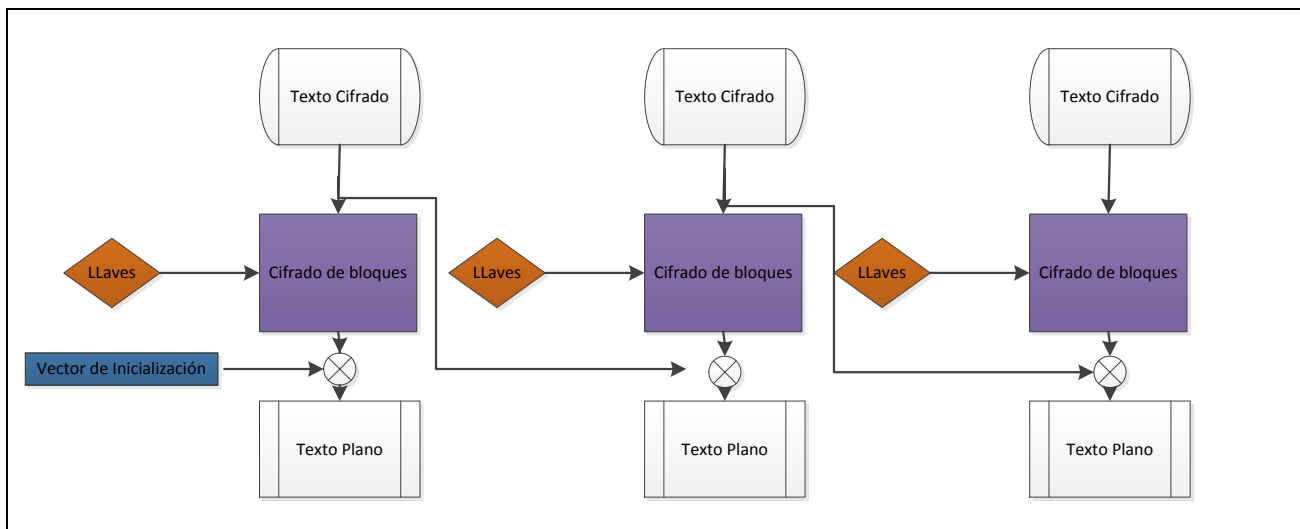 Texto Cifrado
Texto Cifrado
Texto Cifrado
LLaves
Cifrado de bloques
LLaves
Cifrado de bloques
LLaves
Cifrado de bloques
Vector de Inicialización
Texto Plano
Texto Plano
Texto Plano